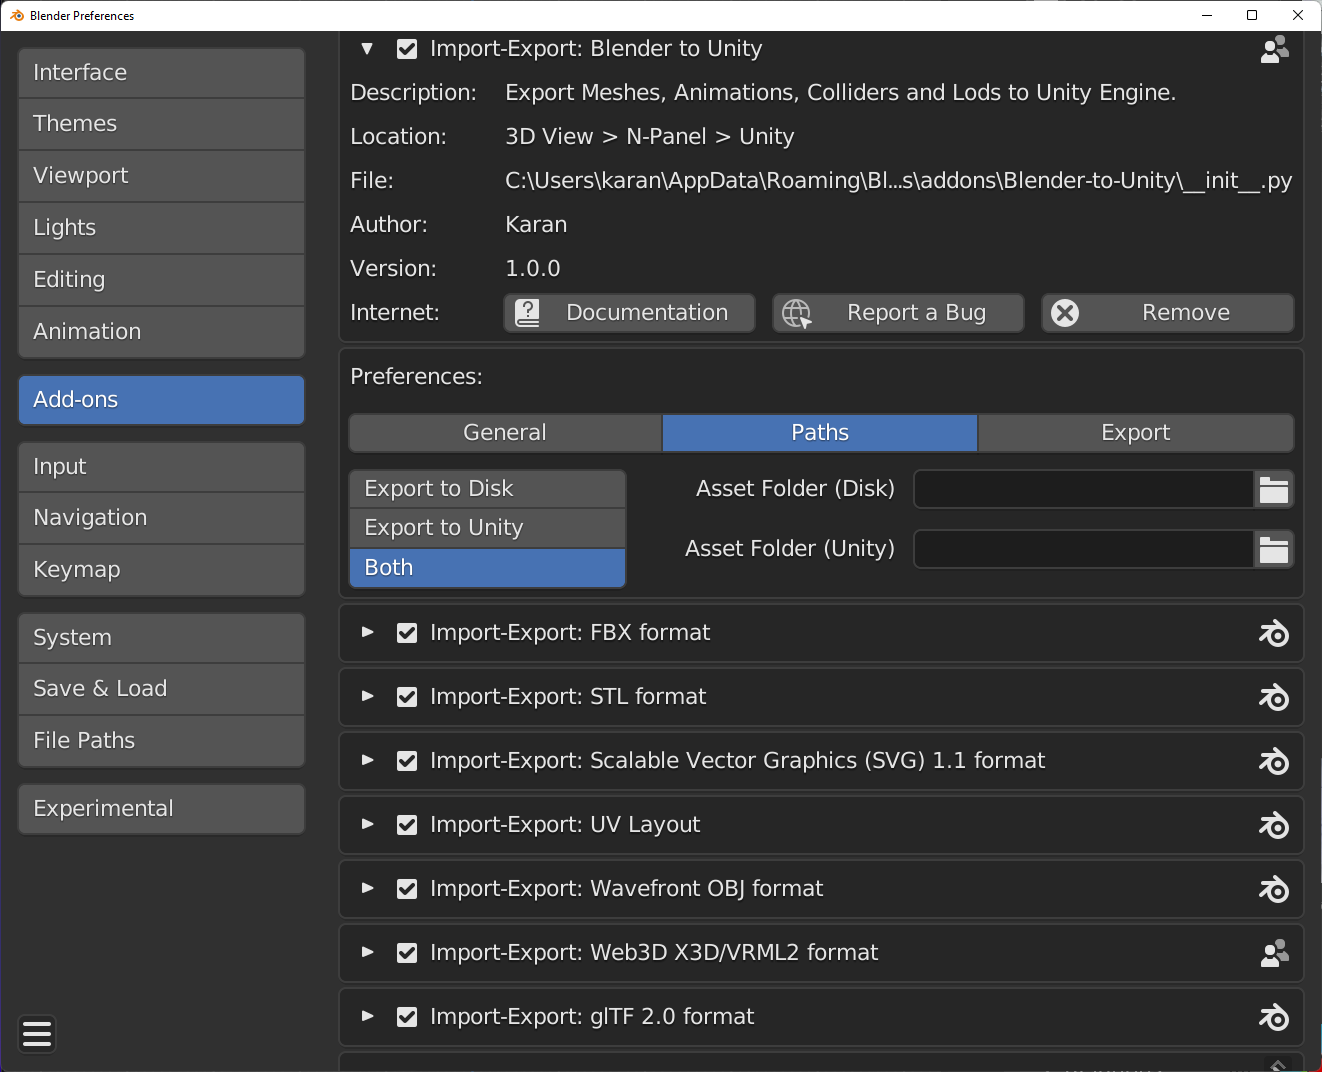 Blender Preferences
Interface
Themes
Viewport
Lights
Editing
Animation
Add-ons
Input
Navigation
Keymap
System
Save & Load
File Paths
Experimental
Import-Export: Blender to Unity
Description: Export Meshes, Animations, Colliders and Lods to Unity Engine.
Location: 3D View > N-Panel > Unity
File: C:\Users\karan\AppData\Roaming\Bl...s\addons\Blender-to-Unity\__init__.py
Author: Karan
Version: 1.0.0
Internet: Documentation Report a Bug Remove
Preferences:
General Paths Export
Export to Disk
Export to Unity
Both
Asset Folder (Disk)
Asset Folder (Unity)
Import-Export: FBX format
Import-Export: STL format
Import-Export: Scalable Vector Graphics (SVG) 1.1 format
Import-Export: UV Layout
Import-Export: Wavefront OBJ format
Import-Export: Web3D X3D/VRML2 format
Import-Export: glTF 2.0 format